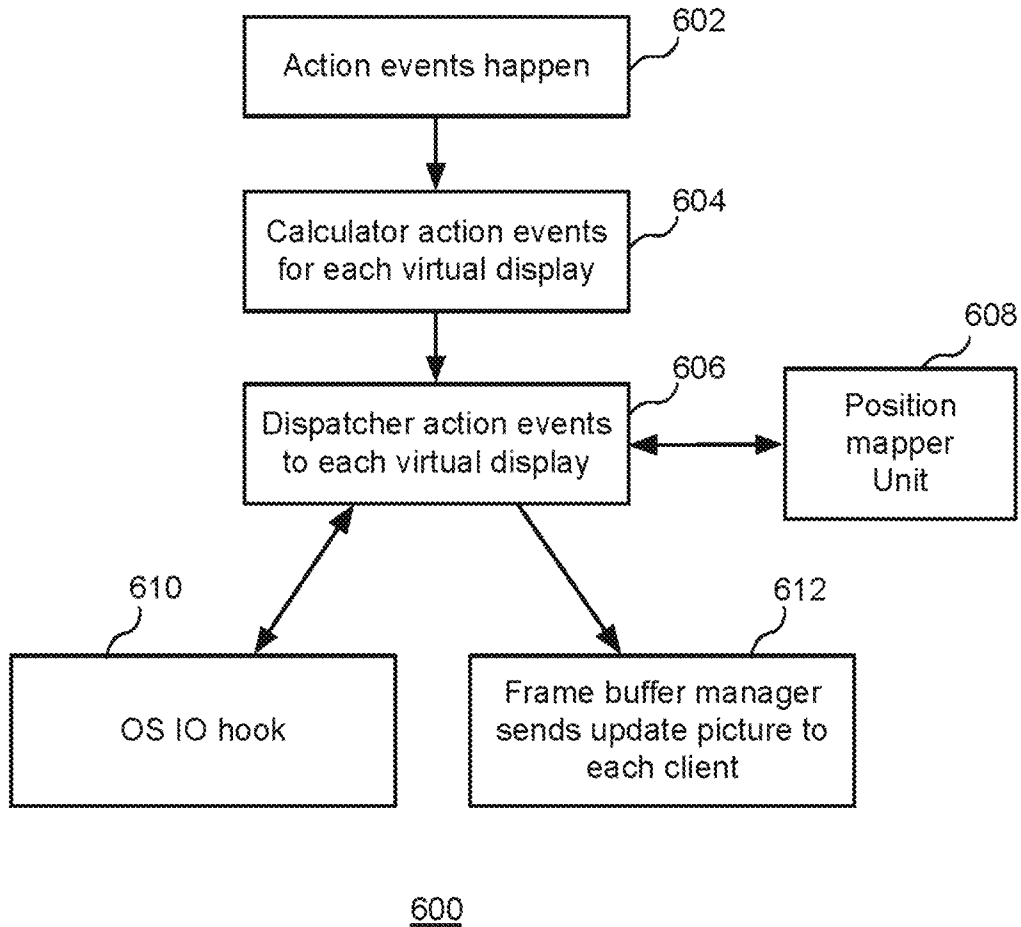 602
Action events happen
604
Calculator action events
for each virtual display
606
Dispatcher action events
to each virtual display
608
Position
mapper
Unit
610
OS IO hook
612
Frame buffer manager
sends update picture to
each client
600